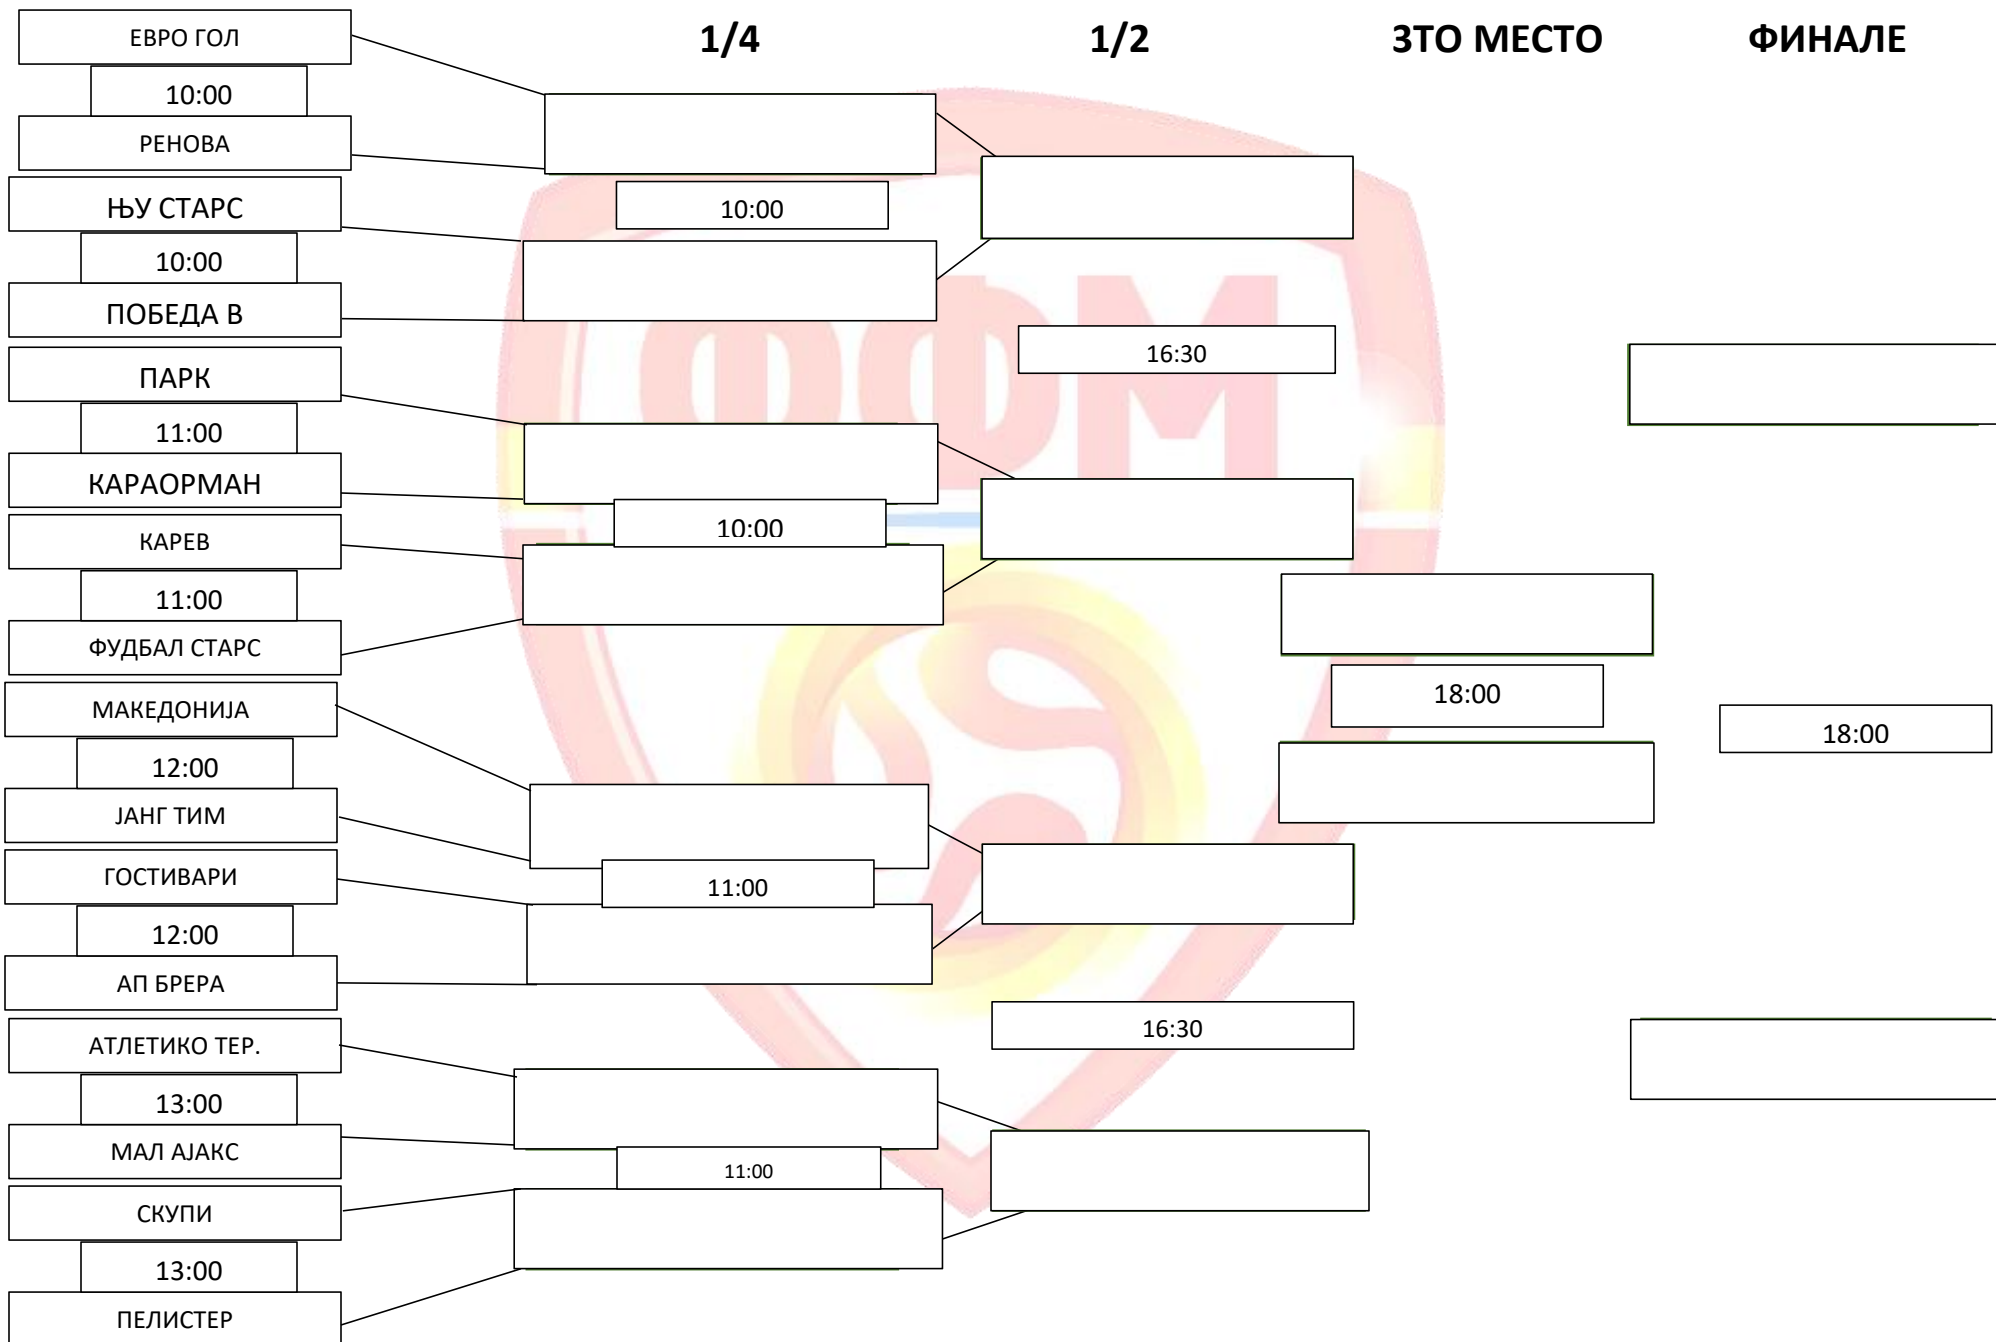 1/4
1/2
3ТО МЕСТО
ФИНАЛЕ
ЕВРО ГОЛ
10:00
РЕНОВА
ЊУ СТАРС
10:00
ПОБЕДА В
ПАРК
11:00
КАРАОРМАН
КАРЕВ
11:00
ФУДБАЛ СТАРС
МАКЕДОНИЈА
12:00
ЈАНГ ТИМ
ГОСТИВАРИ
12:00
АП БРЕРА
АТЛЕТИКО ТЕР.
13:00
МАЛ АЈАКС
СКУПИ
13:00
ПЕЛИСТЕР
10:00
10:00
11:00
11:00
16:30
16:30
18:00
18:00
ФФМ